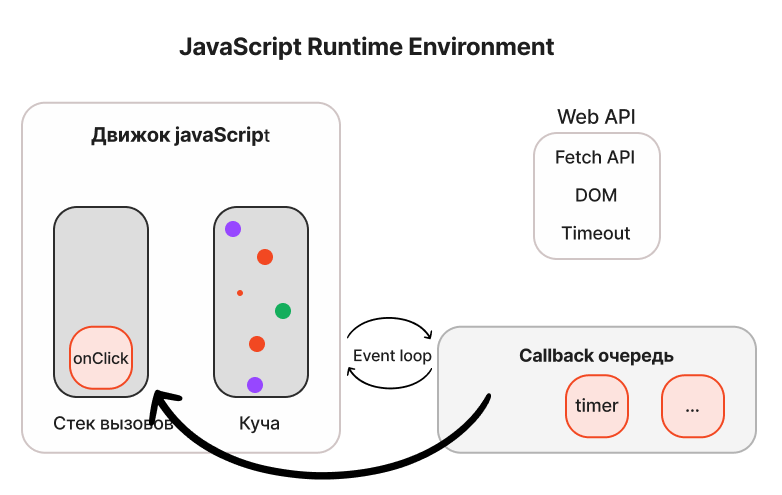 JavaScript Runtime Environment
Движок javaScript
Web API
Fetch API
DOM
Timeout
onClick
Event loop
Callback очередь
timer
...
Стек вызовов
Куча